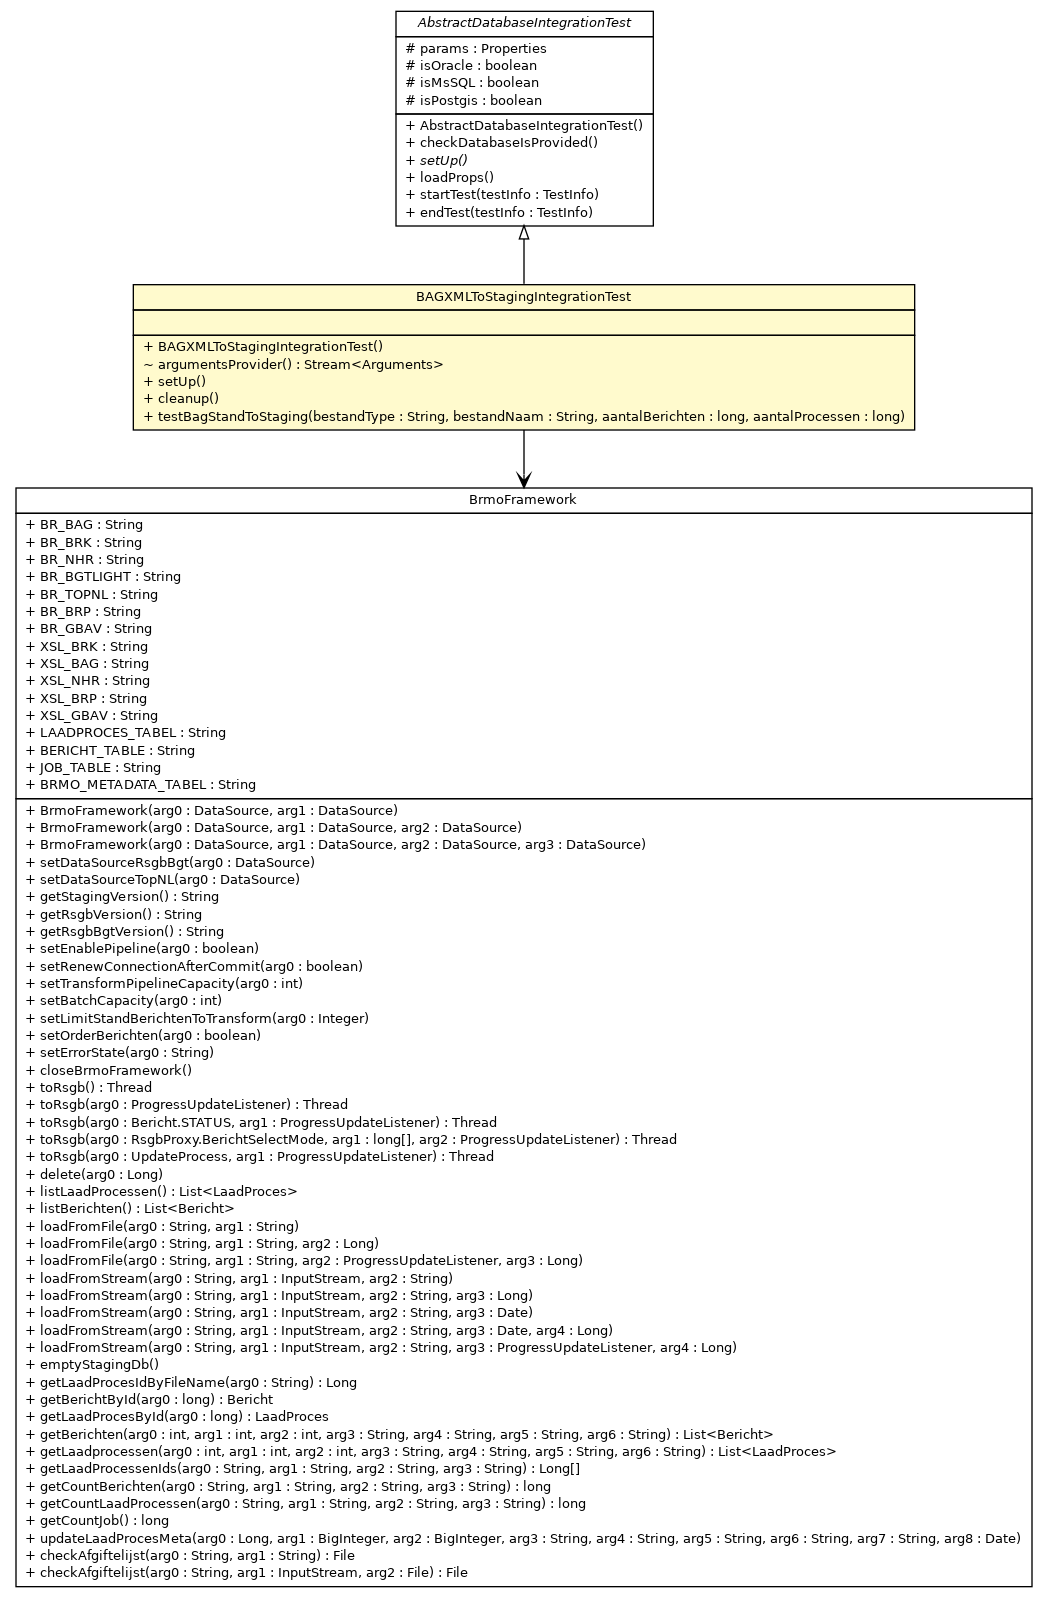 AbstractDatabaseIntegrationTest
# params : Properties
# isOracle : boolean
# isMsSQL : boolean
# isPostgis : boolean
+ AbstractDatabaseIntegrationTest()
+ checkDatabaseIsProvided()
+ setUp()
+ loadProps()
+ startTest(testInfo : TestInfo)
+ endTest(testInfo : TestInfo)
BAGXMLToStagingIntegrationTest
+ BAGXMLToStagingIntegrationTest()
~ argumentsProvider() : Stream<Arguments>
+ setUp()
+ cleanup()
+ testBagStandToStaging(bestandType : String, bestandNaam : String, aantalBerichten : long, aantalProcessen : long)
BrmoFramework
+ BR_BAG : String
+ BR_BRK : String
+ BR_NHR : String
+ BR_BGTLIGHT : String
+ BR_TOPNL : String
+ BR_BRP : String
+ BR_GBAV : String
+ XSL_BRK : String
+ XSL_BAG : String
+ XSL_NHR : String
+ XSL_BRP : String
+ XSL_GBAV : String
+ LAADPROCES_TABEL : String
+ BERICHT_TABLE : String
+ JOB_TABLE : String
+ BRMO_METADATA_TABEL : String
+ BrmoFramework(arg0 : DataSource, arg1 : DataSource)
+ BrmoFramework(arg0 : DataSource, arg1 : DataSource, arg2 : DataSource)
+ BrmoFramework(arg0 : DataSource, arg1 : DataSource, arg2 : DataSource, arg3 : DataSource)
+ setDataSourceRsgbBgt(arg0 : DataSource)
+ setDataSourceTopNL(arg0 : DataSource)
+ getStagingVersion() : String
+ getRsgbVersion() : String
+ getRsgbBgtVersion() : String
+ setEnablePipeline(arg0 : boolean)
+ setRenewConnectionAfterCommit(arg0 : boolean)
+ setTransformPipelineCapacity(arg0 : int)
+ setBatchCapacity(arg0 : int)
+ setLimitStandBerichtenToTransform(arg0 : Integer)
+ setOrderBerichten(arg0 : boolean)
+ setErrorState(arg0 : String)
+ closeBrmoFramework()
+ toRsgb() : Thread
+ toRsgb(arg0 : ProgressUpdateListener) : Thread
+ toRsgb(arg0 : Bericht.STATUS, arg1 : ProgressUpdateListener) : Thread
+ toRsgb(arg0 : RsgbProxy.BerichtSelectMode, arg1 : long[], arg2 : ProgressUpdateListener) : Thread
+ toRsgb(arg0 : UpdateProcess, arg1 : ProgressUpdateListener) : Thread
+ delete(arg0 : Long)
+ listLaadProcessen() : List<LaadProces>
+ listBerichten() : List<Bericht>
+ loadFromFile(arg0 : String, arg1 : String)
+ loadFromFile(arg0 : String, arg1 : String, arg2 : Long)
+ loadFromFile(arg0 : String, arg1 : String, arg2 : ProgressUpdateListener, arg3 : Long)
+ loadFromStream(arg0 : String, arg1 : InputStream, arg2 : String)
+ loadFromStream(arg0 : String, arg1 : InputStream, arg2 : String, arg3 : Long)
+ loadFromStream(arg0 : String, arg1 : InputStream, arg2 : String, arg3 : Date)
+ loadFromStream(arg0 : String, arg1 : InputStream, arg2 : String, arg3 : Date, arg4 : Long)
+ loadFromStream(arg0 : String, arg1 : InputStream, arg2 : String, arg3 : ProgressUpdateListener, arg4 : Long)
+ emptyStagingDb()
+ getLaadProcesIdByFileName(arg0 : String) : Long
+ getBerichtById(arg0 : long) : Bericht
+ getLaadProcesById(arg0 : long) : LaadProces
+ getBerichten(arg0 : int, arg1 : int, arg2 : int, arg3 : String, arg4 : String, arg5 : String, arg6 : String) : List<Bericht>
+ getLaadprocessen(arg0 : int, arg1 : int, arg2 : int, arg3 : String, arg4 : String, arg5 : String, arg6 : String) : List<LaadProces>
+ getLaadProcessenIds(arg0 : String, arg1 : String, arg2 : String, arg3 : String) : Long[]
+ getCountBerichten(arg0 : String, arg1 : String, arg2 : String, arg3 : String) : long
+ getCountLaadProcessen(arg0 : String, arg1 : String, arg2 : String, arg3 : String) : long
+ getCountJob() : long
+ updateLaadProcesMeta(arg0 : Long, arg1 : BigInteger, arg2 : BigInteger, arg3 : String, arg4 : String, arg5 : String, arg6 : String, arg7 : String, arg8 : Date)
+ checkAfgiftelijst(arg0 : String, arg1 : String) : File
+ checkAfgiftelijst(arg0 : String, arg1 : InputStream, arg2 : File) : File